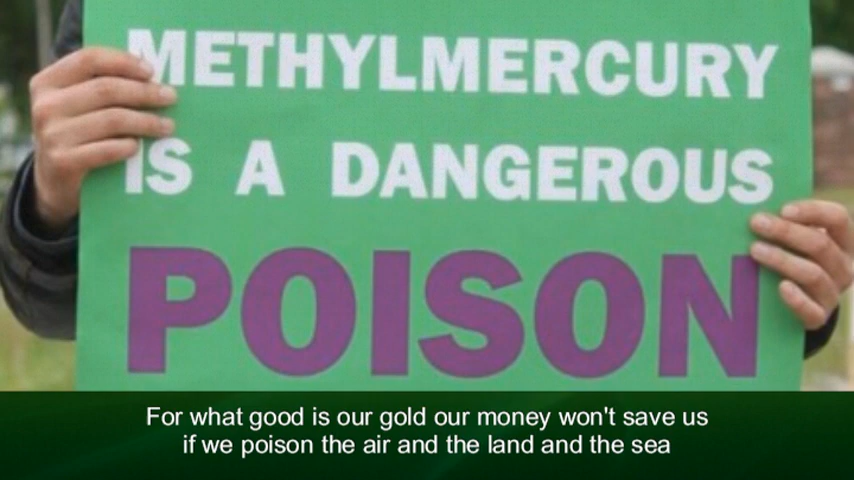 METHYLMERCURY
IS A DANGEROUS
POISON
For what good is our gold our money won't save us
if we poison the air and the land and the sea